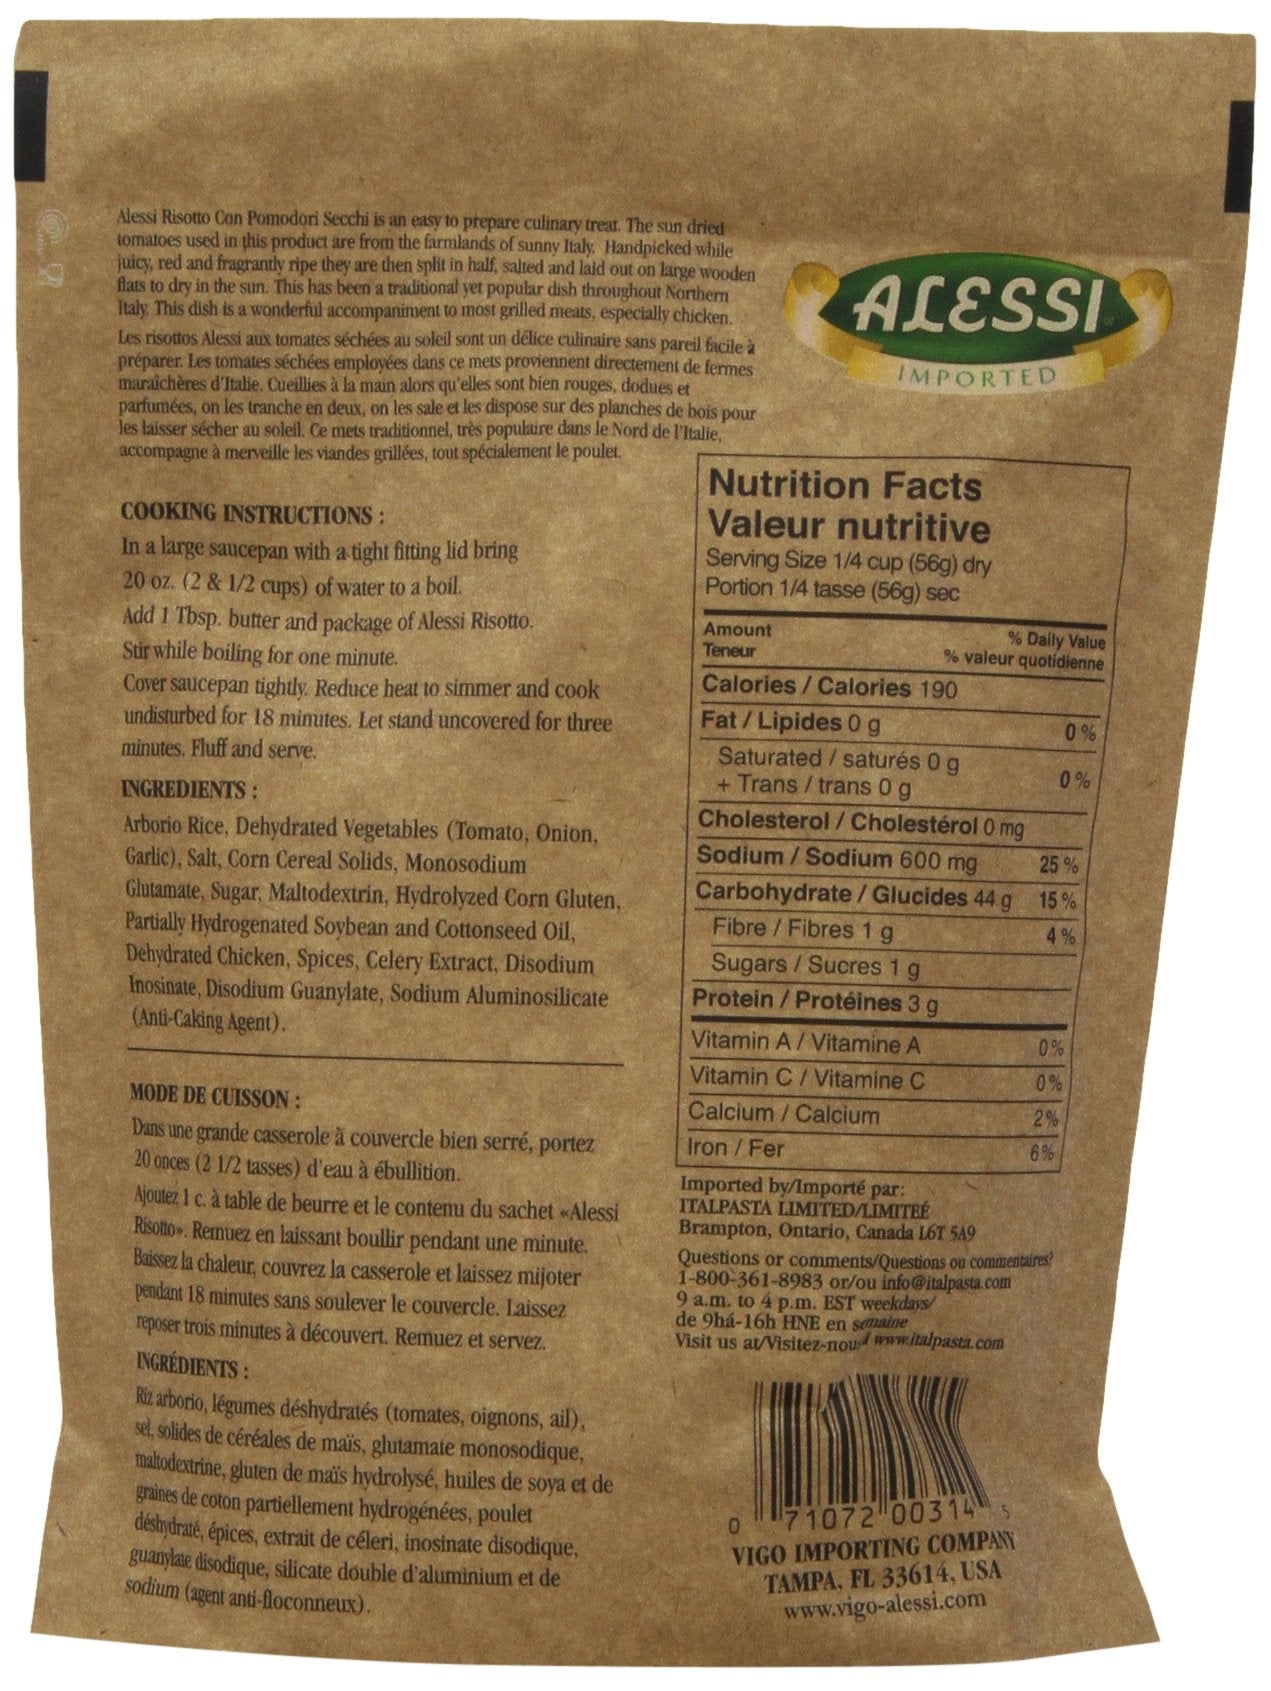 Alessi Risotto Con Pomodori Secchi is an easy to prepare culinary treat. The sun dried
tomatoes used in this product are from the farmlands of sunny Italy. Handpicked while
juicy, red and fragrantly ripe they are then split in half, salted and laid out on large wooden
flats to dry in the sun. This has been a traditional yet popular dish throughout Northern
Italy. This dish is a wonderful accompaniment to most grilled meats, especially chicken.
Les risottos Alessi aux tomates séchées au soleil sont un délice culinaire sans pareil facile à
préparer. Les tomates séchées employées dans ce mets proviennent directement de fermes
maraîchères d'Italie. Cueillies à la main alors qu'elles sont bien rouges, dodues et
parfumées, on les tranche en deux, on les sale et les dispose sur des planches de bois pour
les laisser sécher au soleil. Ce mets traditionnel, très populaire dans le Nord de l'Italie,
accompagne à merveille les viandes grillées, tout spécialement le poulet.
ALESSI
IMPORTED
COOKING INSTRUCTIONS :
In a large saucepan with a tight fitting lid bring
20 oz. (2 & 1/2 cups) of water to a boil.
Add 1 Tbsp. butter and package of Alessi Risotto.
Stir while boiling for one minute.
Cover saucepan tightly. Reduce heat to simmer and cook
undisturbed for 18 minutes. Let stand uncovered for three
minutes. Fluff and serve.
INGREDIENTS :
Arborio Rice, Dehydrated Vegetables (Tomato, Onion,
Garlic), Salt, Corn Cereal Solids, Monosodium
Glutamate, Sugar, Maltodextrin, Hydrolyzed Corn Gluten,
Partially Hydrogenated Soybean and Cottonseed Oil,
Dehydrated Chicken, Spices, Celery Extract, Disodium
Inosinate, Disodium Guanylate, Sodium Aluminosilicate
(Anti-Caking Agent).
MODE DE CUISSON :
Dans une grande casserole à couvercle bien serré, portez
20 onces (2 1/2 tasses) d'eau à ébullition.
Ajoutez 1 c. à table de beurre et le contenu du sachet «Alessi
Risotto». Remuez en laissant boullir pendant une minute.
Baissez la chaleur, couvrez la casserole et laissez mijoter
pendant 18 minutes sans soulever le couvercle. Laissez
reposer trois minutes à découvert. Remuez et servez.
INGRÉDIENTS :
Riz arborio, légumes déshydratés (tomates, oignons, ail),
sel, solides de céréales de maïs, glutamate monosodique,
maltodextrine, gluten de maïs hydrolysé, huiles de soya et de
graines de coton partiellement hydrogénées, poulet
déshydraté, épices, extrait de céleri, inosinate disodique,
guanylate disodique, silicate double d'aluminium et de
sodium (agent anti-floconneux).
Nutrition Facts
Valeur nutritive
Serving Size 1/4 cup (56g) dry
Portion 1/4 tasse (56g) sec
Amount % Daily Value
Teneur % valeur quotidienne
Calories / Calories 190
Fat / Lipides 0 g 0 %
Saturated / saturés 0 g
+ Trans / trans 0 g 0 %
Cholesterol / Cholestérol 0 mg
Sodium / Sodium 600 mg 25 %
Carbohydrate / Glucides 44 g 15 %
Fibre / Fibres 1 g 4 %
Sugars / Sucres 1 g
Protein / Protéines 3 g
Vitamin A / Vitamine A 0 %
Vitamin C / Vitamine C 0 %
Calcium / Calcium 2 %
Iron / Fer 6 %
Imported by/Importé par:
ITALPASTA LIMITED/LIMITEÉ
Brampton, Ontario, Canada L6T 5A9
Questions or comments/Questions ou commentaires?
1-800-361-8983 or/ou info@italpasta.com
9 a.m. to 4 p.m. EST weekdays/
de 9há-16h HNE en semaine
Visit us at/Visitez-nous www.italpasta.com
0 71072 00314 5
VIGO IMPORTING COMPANY
TAMPA, FL 33614, USA
www.vigo-alessi.com